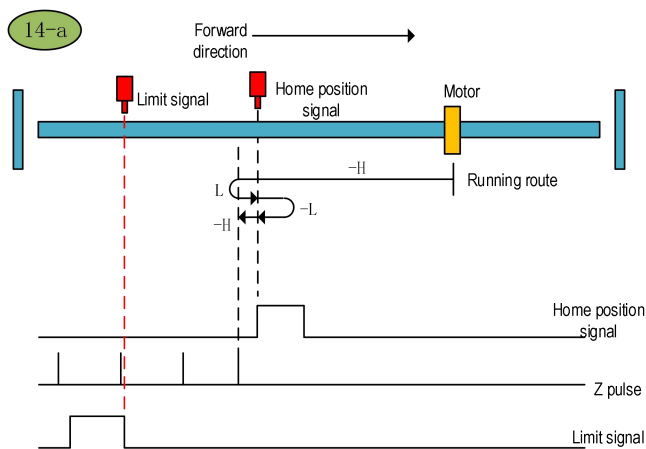 14-a
Forward
direction
Limit signal
Home position
signal
Motor
-H
Running route
L
-L
-H
Home position
signal
Z pulse
Limit signal